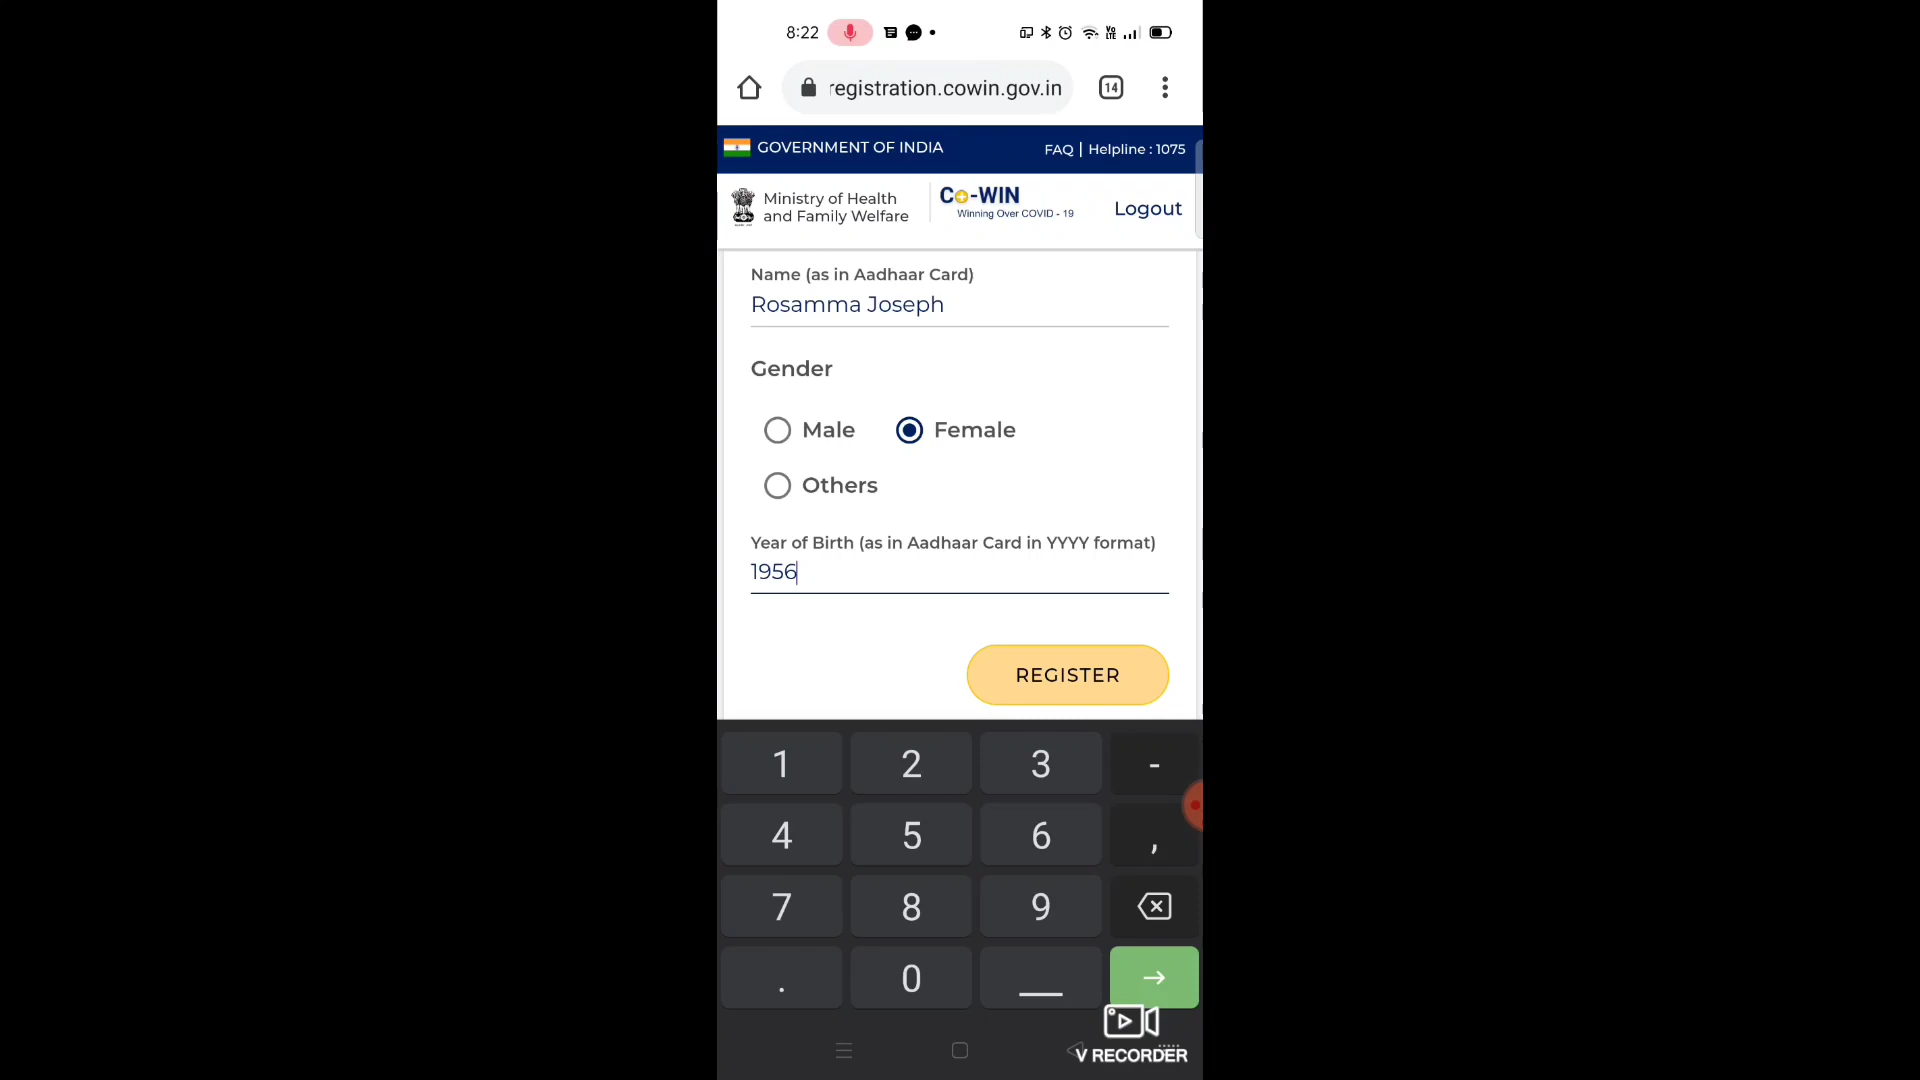 8:22
registration.cowin.gov.in
14
GOVERNMENT OF INDIA
FAQ | Helpline : 1075
Ministry of Health
and Family Welfare
Co-WIN
Winning Over COVID - 19
Logout
Name (as in Aadhaar Card)
Rosamma Joseph
Gender
Male
Female
Others
Year of Birth (as in Aadhaar Card in YYYY format)
1956
REGISTER
1 2 3 -
4 5 6 ,
7 8 9
. 0
V RECORDER